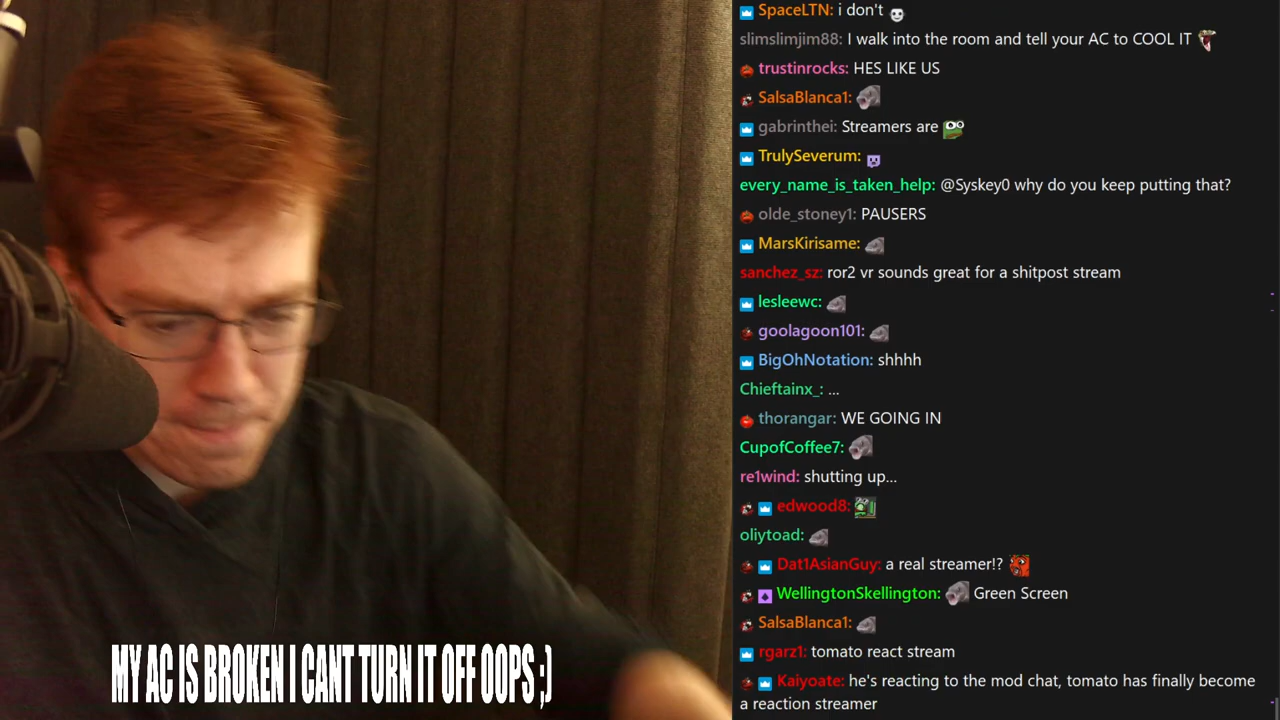 SpaceLTN: i don't
slimslimjim88: I walk into the room and tell your AC to COOL IT
trustinrocks: HES LIKE US
SalsaBlanca1:
gabrinthei: Streamers are
TrulySeverum:
every_name_is_taken_help: @Syskey0 why do you keep putting that?
olde_stoney1: PAUSERS
MarsKirisame:
sanchez_sz: ror2 vr sounds great for a shitpost stream
lesleewc:
goolagoon101:
BigOhNotation: shhhh
Chieftainx_: ...
thorangar: WE GOING IN
CupofCoffee7:
re1wind: shutting up...
edwood8:
oliytoad:
Dat1AsianGuy: a real streamer!?
WellingtonSkellington: Green Screen
SalsaBlanca1:
rgarz1: tomato react stream
Kaiyoate: he's reacting to the mod chat, tomato has finally become
a reaction streamer
MY AC IS BROKEN I CANT TURN IT OFF OOPS ;)